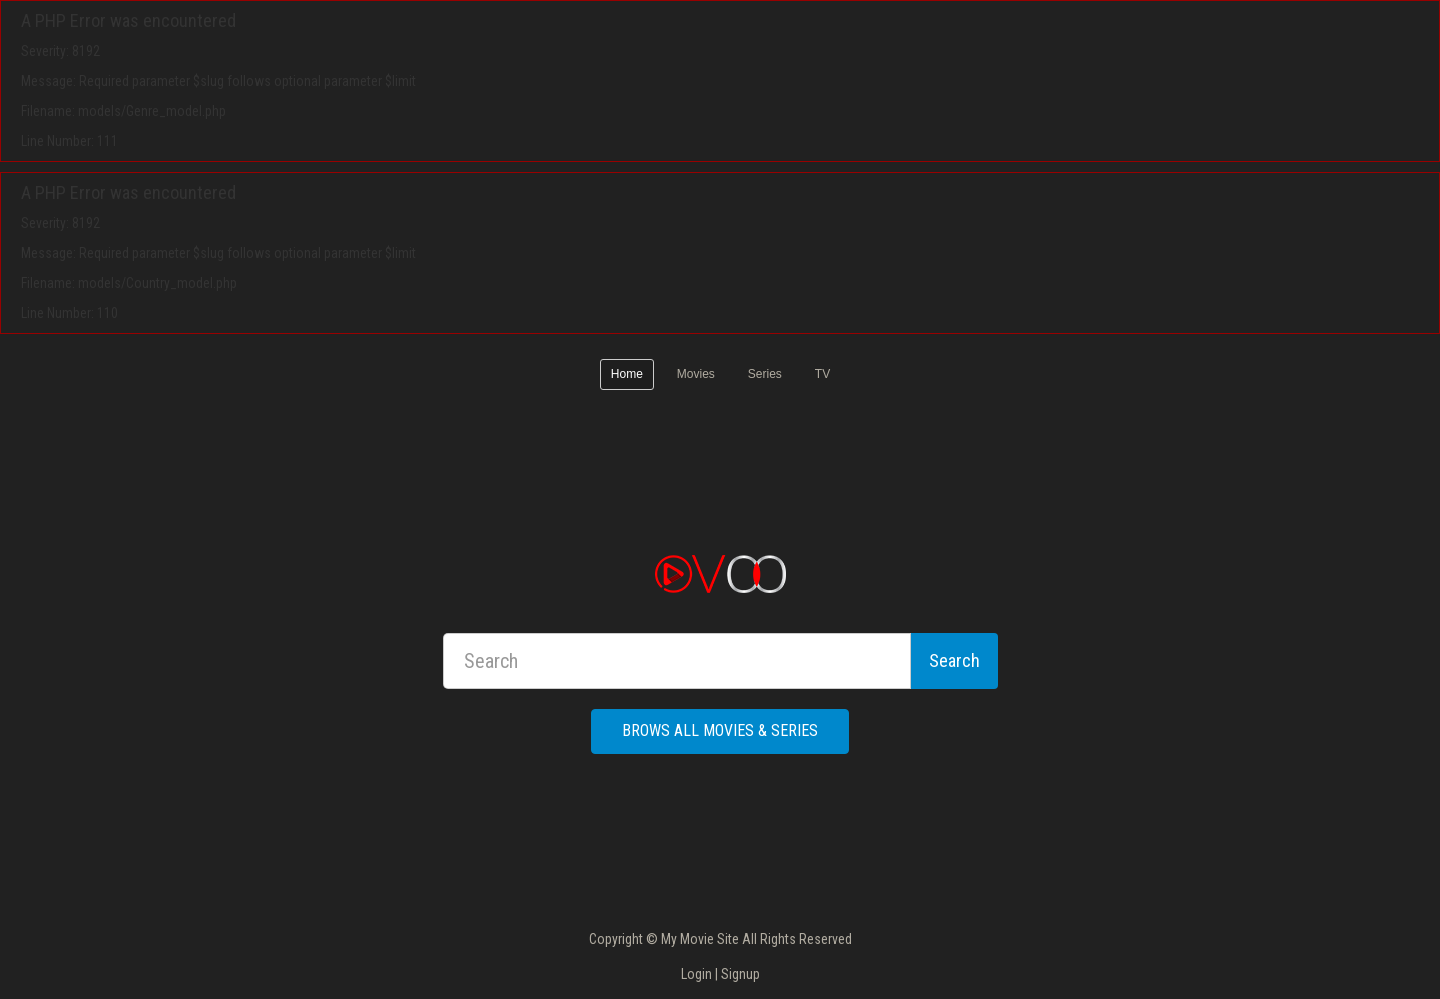 A PHP Error was encountered
Severity: 8192
Message: Required parameter $slug follows optional parameter $limit
Filename: models/Genre_model.php
Line Number: 111
A PHP Error was encountered
Severity: 8192
Message: Required parameter $slug follows optional parameter $limit
Filename: models/Country_model.php
Line Number: 110
Home Movies Series TV
OVOO
Search Search
BROWS ALL MOVIES & SERIES
Copyright © My Movie Site All Rights Reserved
Login | Signup